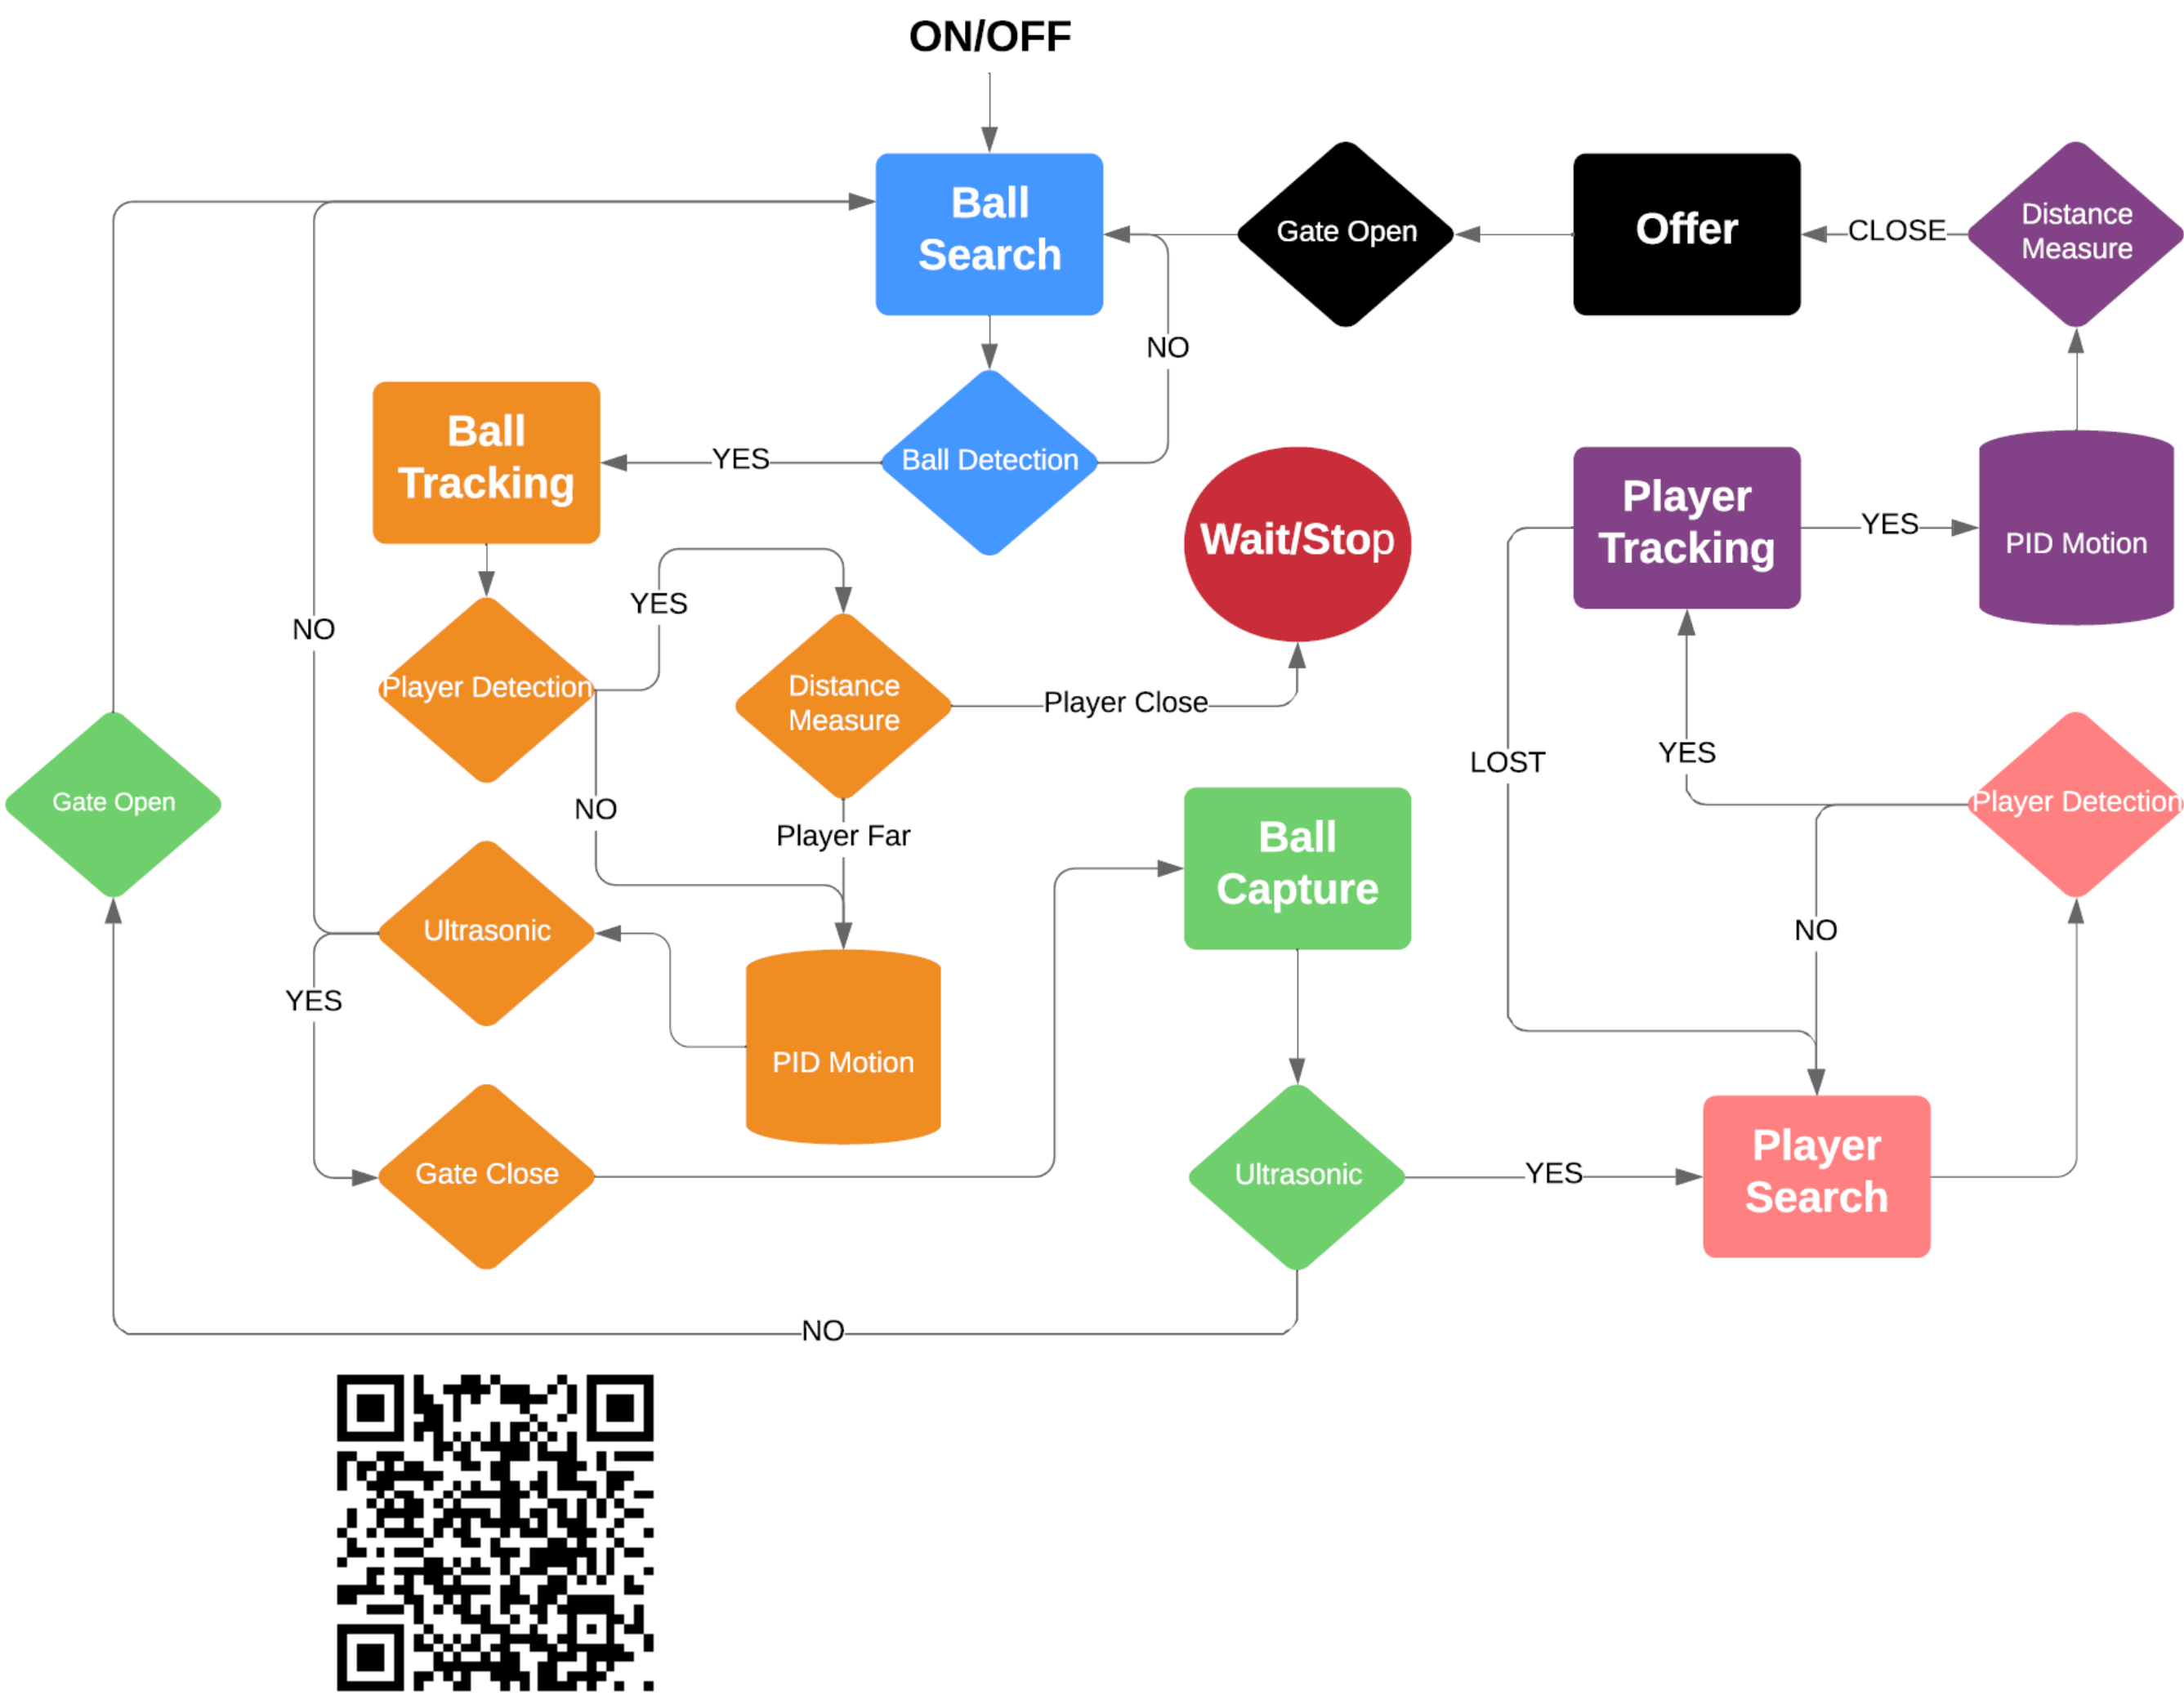 ON/OFF
Ball
Search
Gate Open
Offer
CLOSE
Distance
Measure
NO
Ball
Tracking
YES
Ball Detection
Wait/Stop
Player
Tracking
YES
PID Motion
YES
NO
Player Detection
Distance
Measure
Player Close
LOST
YES
Gate Open
NO
Player Far
Ball
Capture
Player Detection
Ultrasonic
NO
YES
PID Motion
Gate Close
Ultrasonic
YES
Player
Search
NO